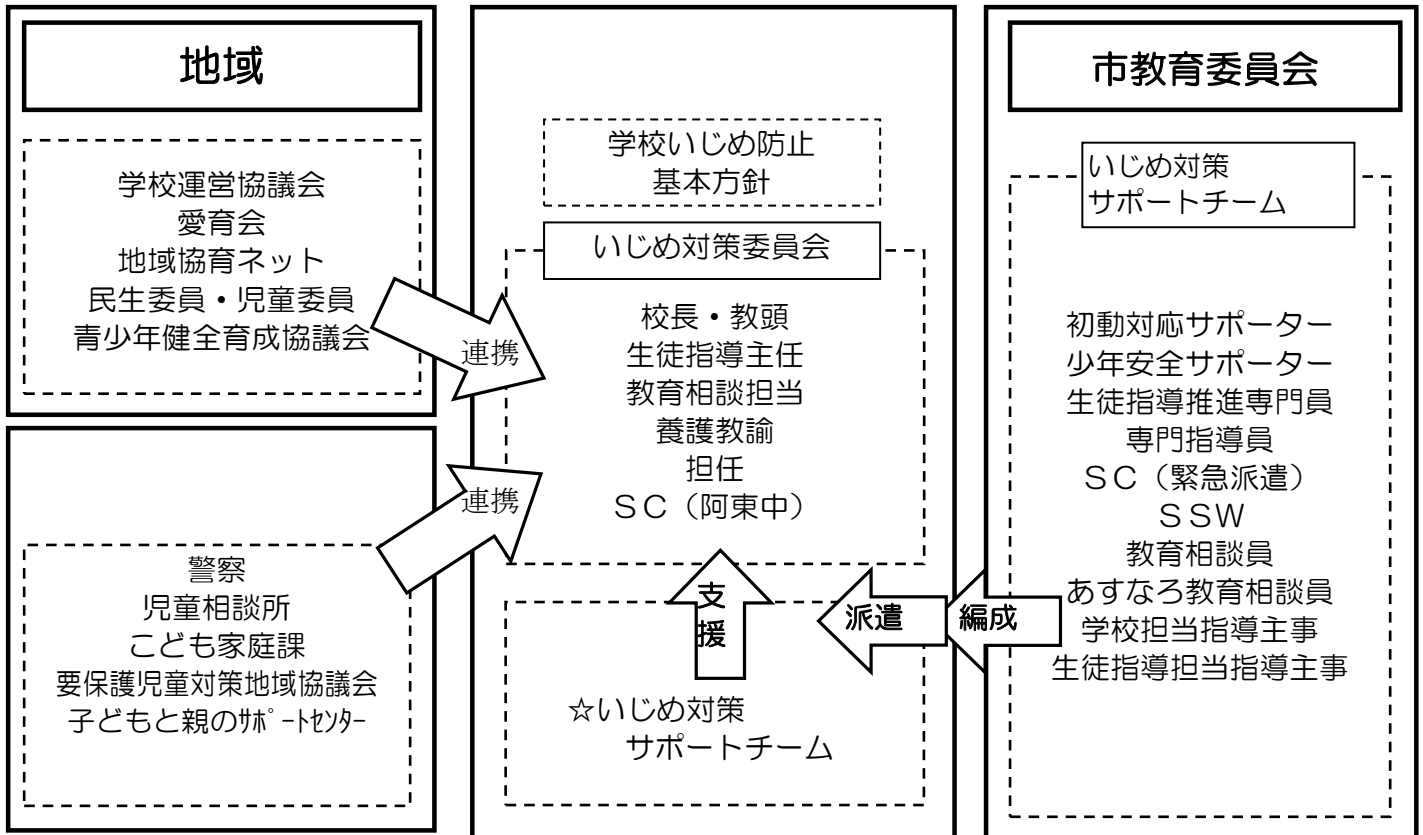 地域
学校運営協議会
愛育会
地域協育ネット
民生委員・児童委員
青少年健全育成協議会
連携
警察
児童相談所
こども家庭課
要保護児童対策地域協議会
子どもと親のｻﾎﾟｰﾄｾﾝﾀｰ
連携
学校いじめ防止
基本方針
いじめ対策委員会
校長・教頭
生徒指導主任
教育相談担当
養護教諭
担任
ＳＣ（阿東中）
支
援
☆いじめ対策
サポートチーム
派遣
編成
市教育委員会
いじめ対策
サポートチーム
初動対応サポーター
少年安全サポーター
生徒指導推進専門員
専門指導員
ＳＣ（緊急派遣）
ＳＳＷ
教育相談員
あすなろ教育相談員
学校担当指導主事
生徒指導担当指導主事